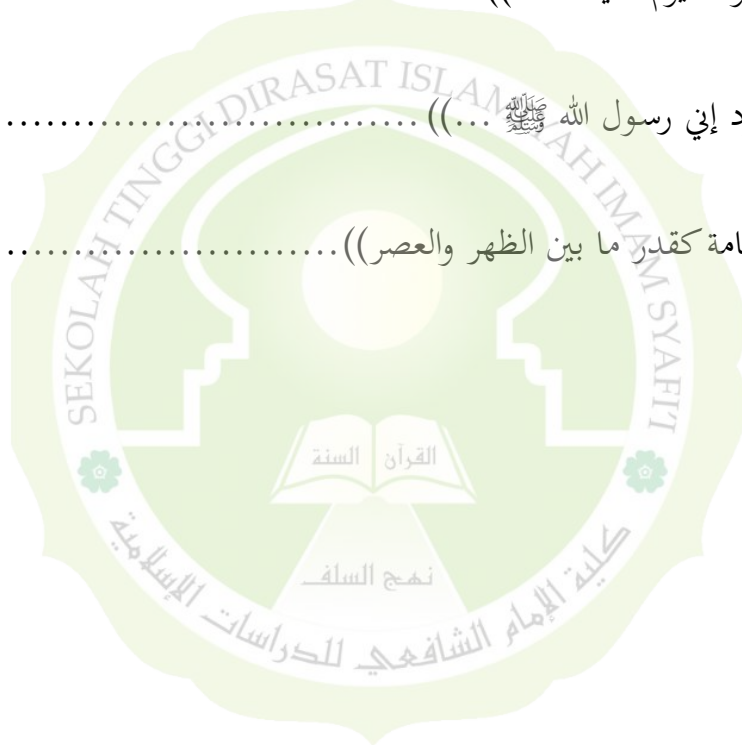 د إني رسول الله ﷺ ...)) ..............................
امة كقدر ما بين الظهر والعصر)) .........................
SEKOLAH TINGGI DIRASAT ISLAMIYAH IMAM SYAFI'I
القرآن السنة
نهج السلف
كلية الإمام الشافعي للدراسات الإسلامية